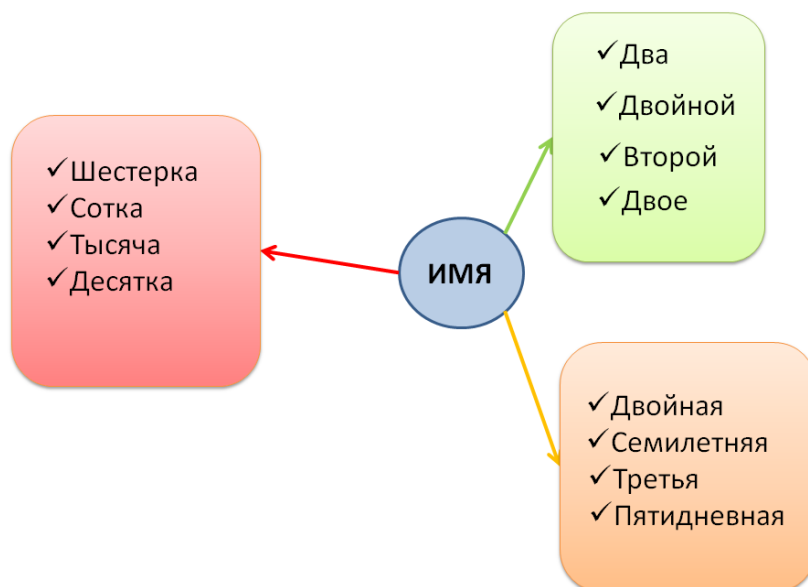 Шестерка
Сотка
Тысяча
Десятка
ИМЯ
Два
Двойной
Второй
Двое
Двойная
Семилетняя
Третья
Пятидневная